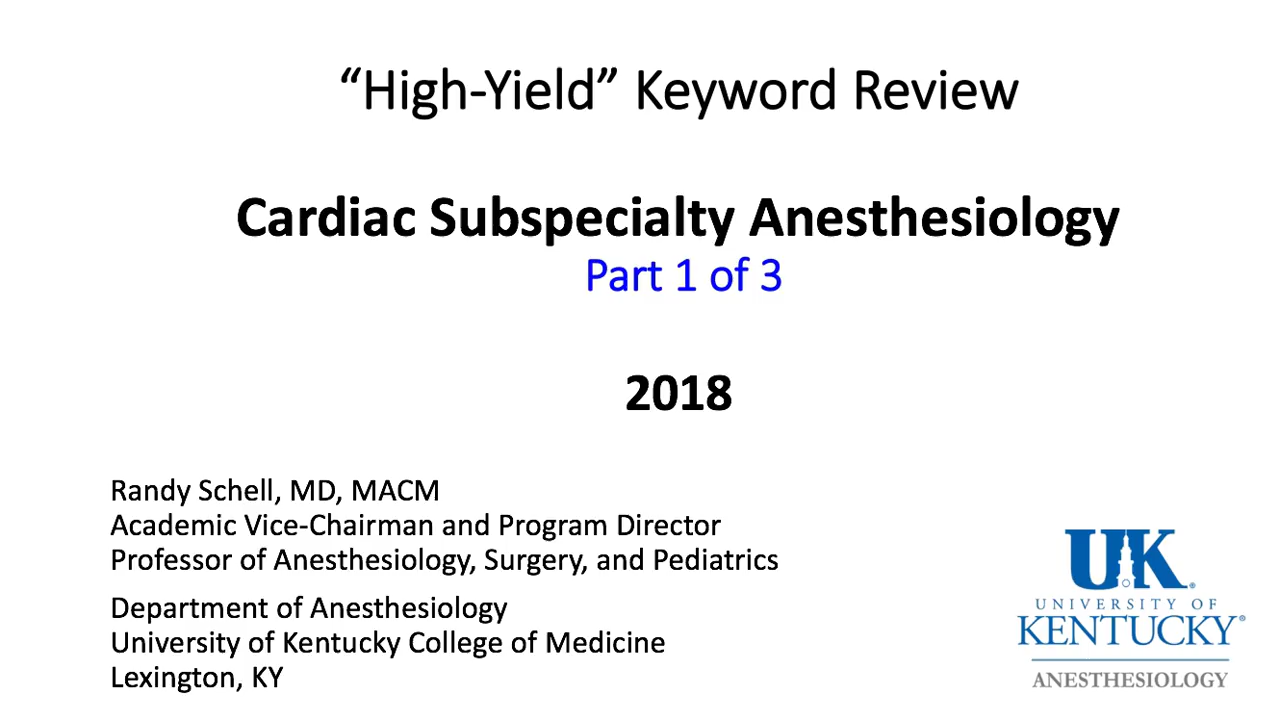 “High-Yield” Keyword Review
Cardiac Subspecialty Anesthesiology
Part 1 of 3
2018
Randy Schell, MD, MACM
Academic Vice-Chairman and Program Director
Professor of Anesthesiology, Surgery, and Pediatrics
Department of Anesthesiology
University of Kentucky College of Medicine
Lexington, KY
UK®
UNIVERSITY OF
KENTUCKY®
ANESTHESIOLOGY